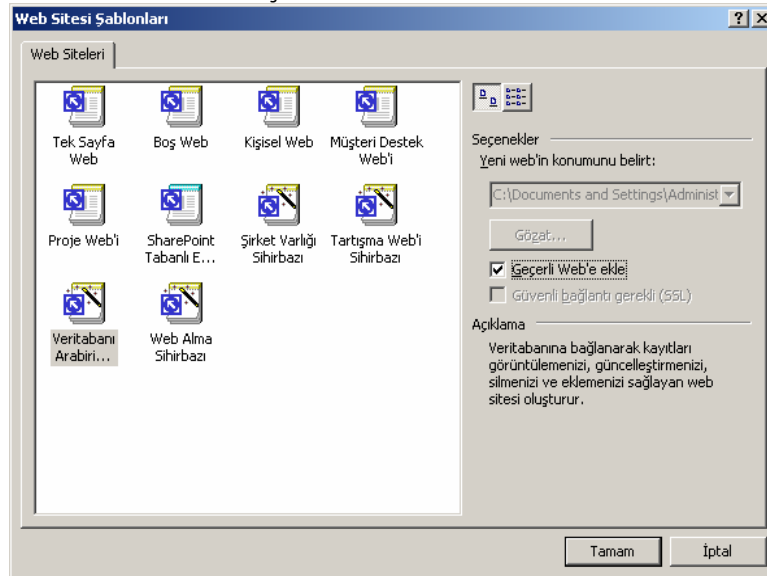 Web Sitesi Şablonları
Web Siteleri
Tek Sayfa
Web
Boş Web
Kişisel Web
Müşteri Destek
Web'i
Proje Web'i
SharePoint
Tabanlı E...
Şirket Varlığı
Sihirbazı
Tartışma Web'i
Sihirbazı
Veritabanı
Arabiri...
Web Alma
Sihirbazı
Seçenekler
Yeni web'in konumunu belirt:
C:\Documents and Settings\Administ
Gözat...
Geçerli Web'e ekle
Güvenli bağlantı gerekli (SSL)
Açıklama
Veritabanına bağlanarak kayıtları
görüntülemenizi, güncelleştirmenizi,
silmenizi ve eklemenizi sağlayan web
sitesi oluşturur.
Tamam
İptal